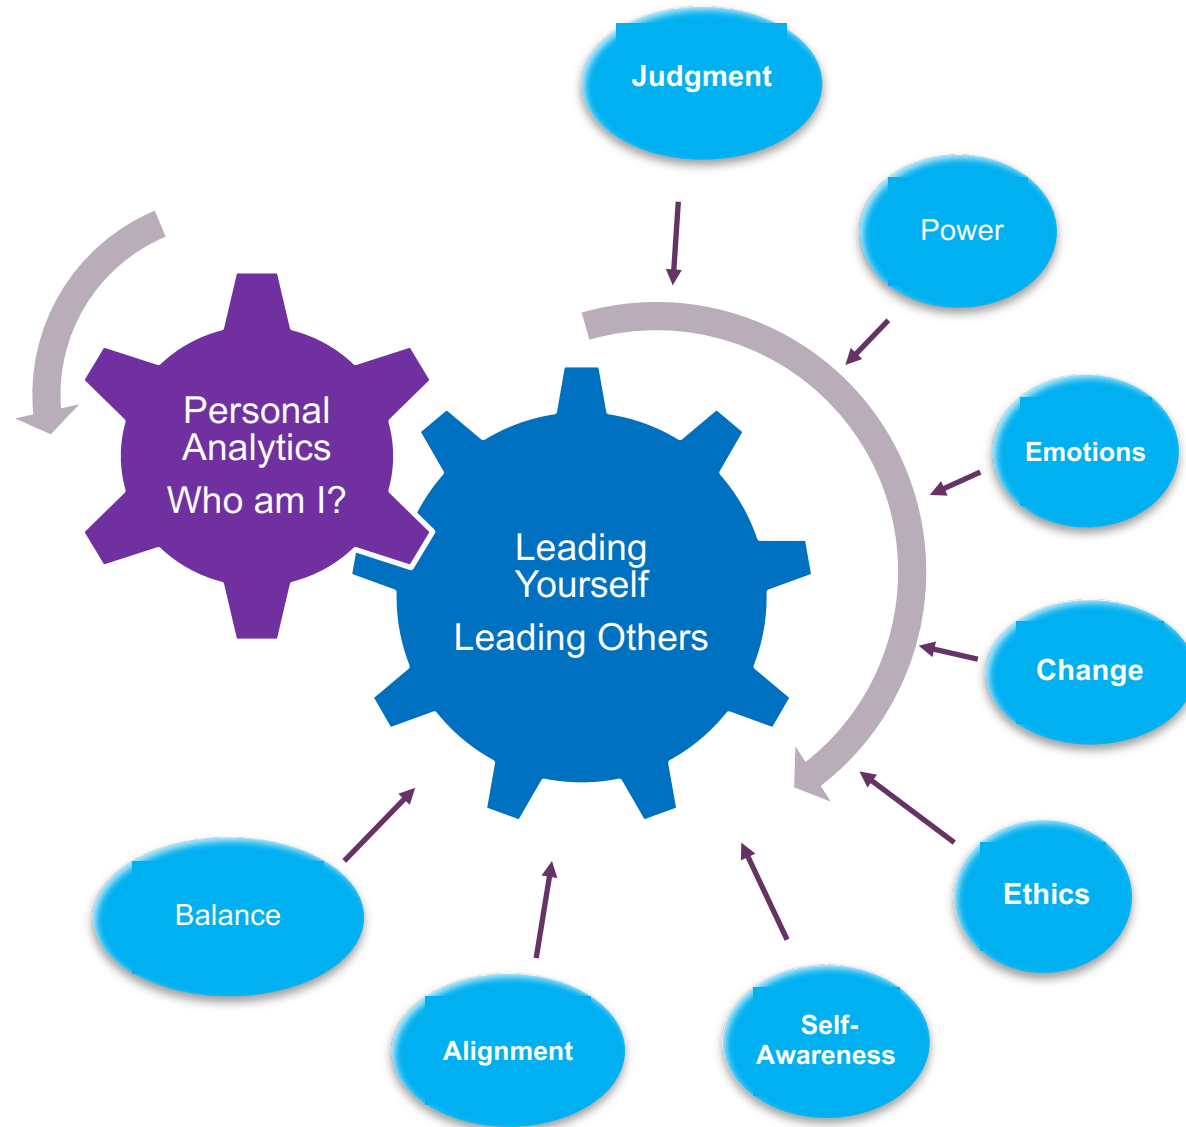 Judgment
Power
Personal
Analytics
Who am I?
Emotions
Leading
Yourself
Leading Others
Change
Ethics
Balance
Self-
Awareness
Alignment